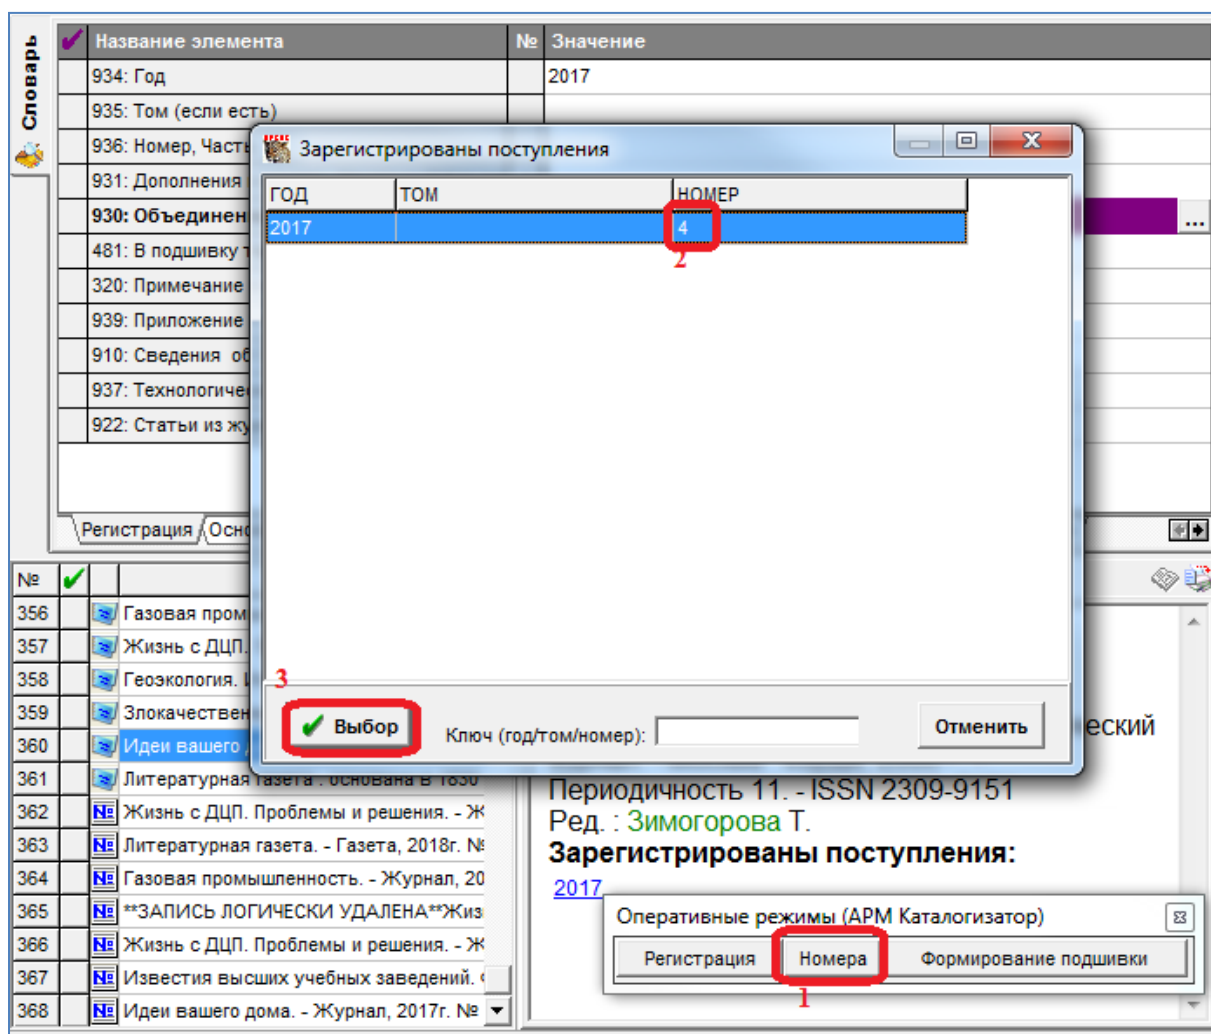 Словарь
Название элемента № Значение
934: Год 2017
935: Том (если есть)
936: Номер, Часть
931: Дополнения
930: Объединен ...
481: В подшивку
320: Примечание
939: Приложение
910: Сведения об
937: Технологичес
922: Статьи из жу
Регистрация Осно
ИРБИС
Зарегистрированы поступления
ГОД ТОМ НОМЕР
2017 4
2
3
Выбор Ключ (год/том/номер): Отменить
№
356 Газовая пром
357 Жизнь с ДЦП.
358 Геоэкология.
359 Злокачествен
360 Идеи вашего
361 Литературная газета : основана в 1830
362 Жизнь с ДЦП. Проблемы и решения. - Ж
363 Литературная газета. - Газета, 2018г. №
364 Газовая промышленность. - Журнал, 20
365 **ЗАПИСЬ ЛОГИЧЕСКИ УДАЛЕНА**Жиз
366 Жизнь с ДЦП. Проблемы и решения. - Ж
367 Известия высших учебных заведений.
368 Идеи вашего дома. - Журнал, 2017г. №
еский
Периодичность 11. - ISSN 2309-9151
Ред. : Зимогорова Т.
Зарегистрированы поступления:
2017
Оперативные режимы (АРМ Каталогизатор)
Регистрация Номера Формирование подшивки
1